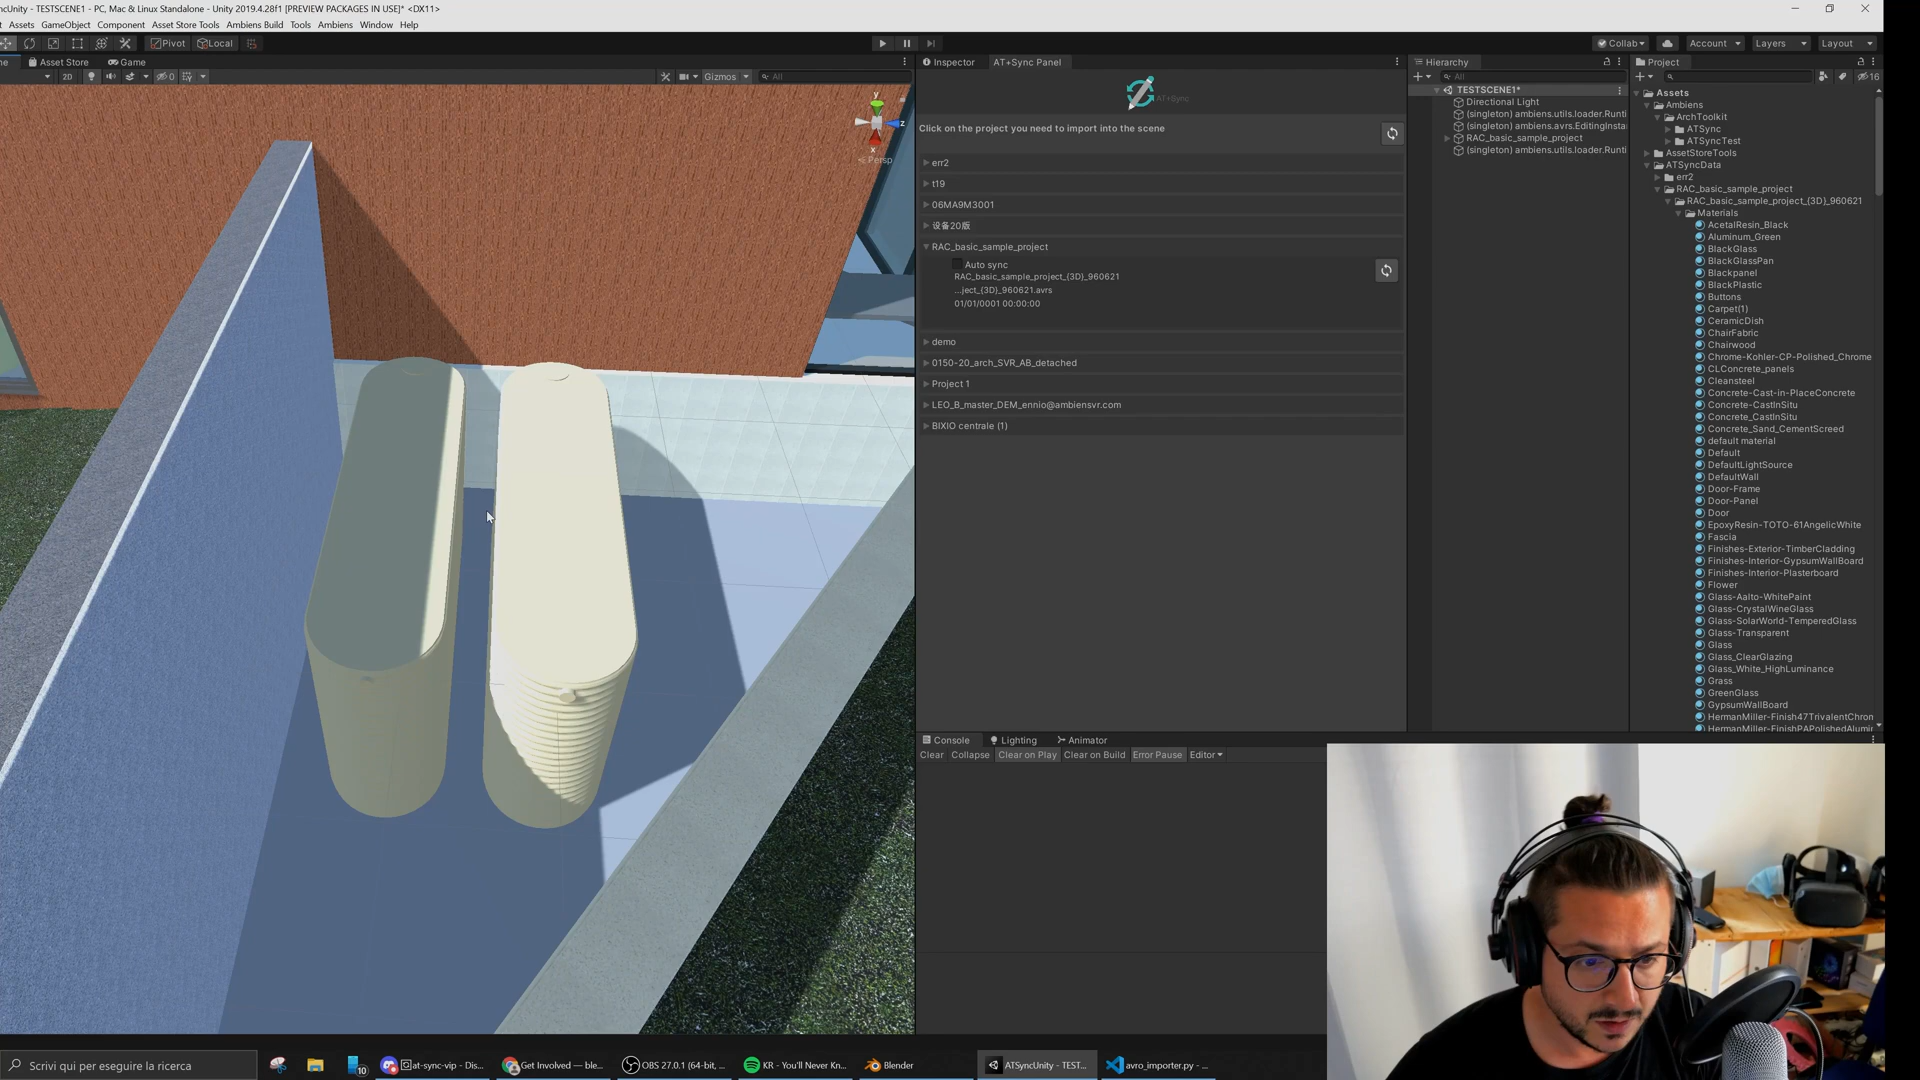 ncUnity - TESTSCENE1 - PC, Mac & Linux Standalone - Unity 2019.4.28f1 [PREVIEW PACKAGES IN USE]* <DX11>
t Assets GameObject Component Asset Store Tools Ambiens Build Tools Ambiens Window Help
Pivot Local
Collab Account Layers Layout
ne Asset Store Game
2D 0 Gizmos All
y
z
x
Persp
Inspector AT+Sync Panel
AT+Sync
Click on the project you need to import into the scene
err2
t19
06MA9M3001
设备20版
RAC_basic_sample_project
Auto sync
RAC_basic_sample_project_{3D}_960621
...ject_{3D}_960621.avrs
01/01/0001 00:00:00
demo
0150-20_arch_SVR_AB_detached
Project 1
LEO_B_master_DEM_ennio@ambiensvr.com
BIXIO centrale (1)
Hierarchy
All
TESTSCENE1*
Directional Light
(singleton) ambiens.utils.loader.Runti
(singleton) ambiens.avrs.EditingInsta
RAC_basic_sample_project
(singleton) ambiens.utils.loader.Runti
Project
16
Assets
Ambiens
ArchToolkit
ATSync
ATSyncTest
AssetStoreTools
ATSyncData
err2
RAC_basic_sample_project
RAC_basic_sample_project_{3D}_960621
Materials
AcetalResin_Black
Aluminum_Green
BlackGlass
BlackGlassPan
Blackpanel
BlackPlastic
Buttons
Carpet(1)
CeramicDish
ChairFabric
Chairwood
Chrome-Kohler-CP-Polished_Chrome
CLConcrete_panels
Cleansteel
Concrete-Cast-in-PlaceConcrete
Concrete-CastInSitu
Concrete_CastInSitu
Concrete_Sand_CementScreed
default material
Default
DefaultLightSource
DefaultWall
Door-Frame
Door-Panel
Door
EpoxyResin-TOTO-61AngelicWhite
Fascia
Finishes-Exterior-TimberCladding
Finishes-Interior-GypsumWallBoard
Finishes-Interior-Plasterboard
Flower
Glass-Aalto-WhitePaint
Glass-CrystalWineGlass
Glass-SolarWorld-TemperedGlass
Glass-Transparent
Glass
Glass_ClearGlazing
Glass_White_HighLuminance
Grass
GreenGlass
GypsumWallBoard
HermanMiller-Finish47TrivalentChron
HermanMiller-FinishPAPolishedAlumir
Console Lighting Animator
Clear Collapse Clear on Play Clear on Build Error Pause Editor
Scrivi qui per eseguire la ricerca
10
at-sync-vip - Dis...
Get Involved — ble...
OBS 27.0.1 (64-bit, ...
KR - You'll Never Kn...
Blender
ATSyncUnity - TEST...
avro_importer.py - ...